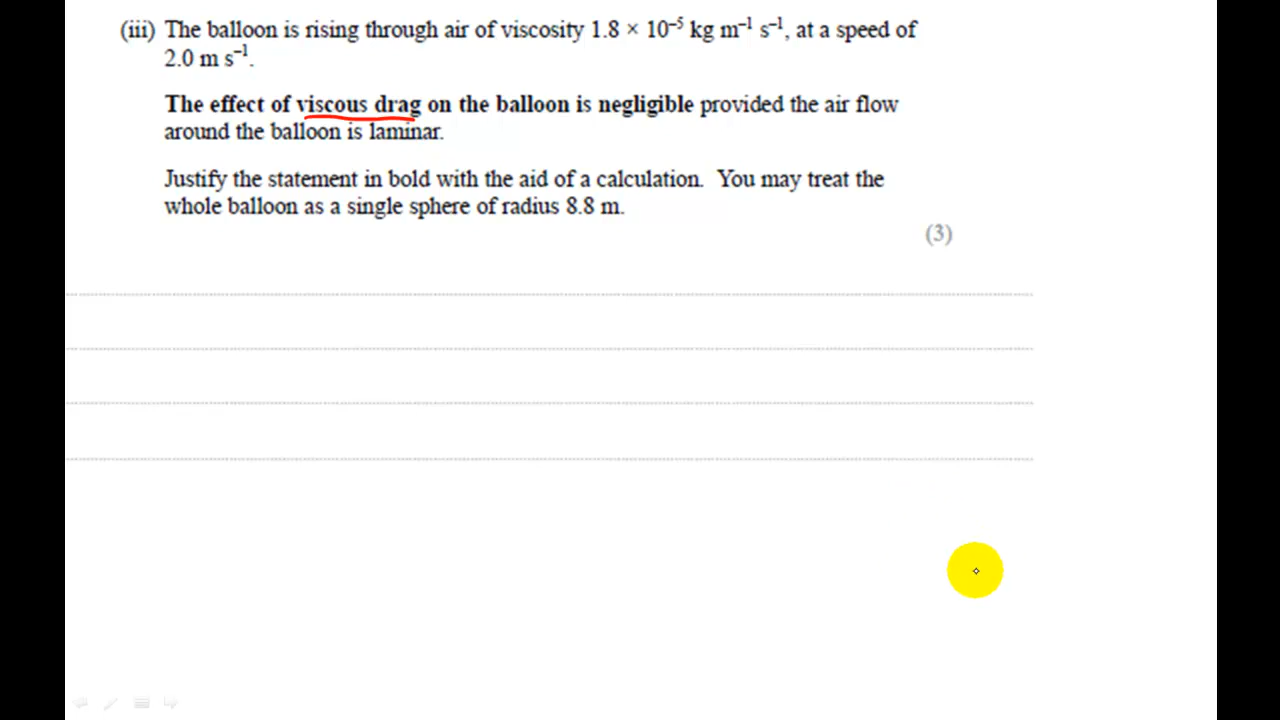 (iii) The balloon is rising through air of viscosity 1.8 × 10⁻⁵ kg m⁻¹ s⁻¹, at a speed of
2.0 m s⁻¹.
The effect of viscous drag on the balloon is negligible provided the air flow
around the balloon is laminar.
Justify the statement in bold with the aid of a calculation. You may treat the
whole balloon as a single sphere of radius 8.8 m.
(3)